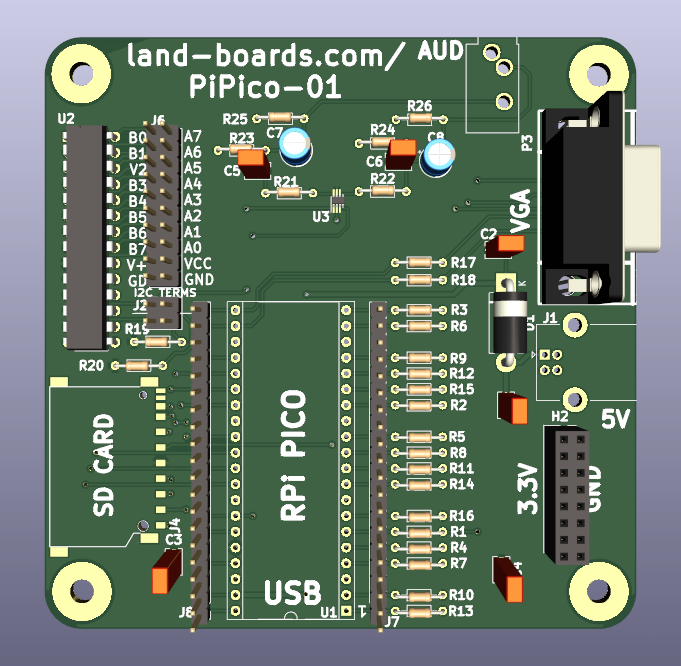 land-boards.com/
PiPico-01
AUD
U2
J6
R25
C7
R26
R23
C5
R24
C6
C8
R21
R22
U3
P3
VGA
B0 A7
B1 A6
V2 A5
B3 A4
B4 A3
B5 A2
B6 A1
B7 A0
V+ VCC
GD GND
I2C TERMS
J2
R19
R20
C2
K
R17
R18
R3
R6
R9
R12
R15
R2
R5
R8
R11
R14
R16
R1
R4
R7
R10
R13
J1
H2
5V
3.3V
GND
SD CARD
J4
C3
RPi PICO
USB
J8
U1
1
J7